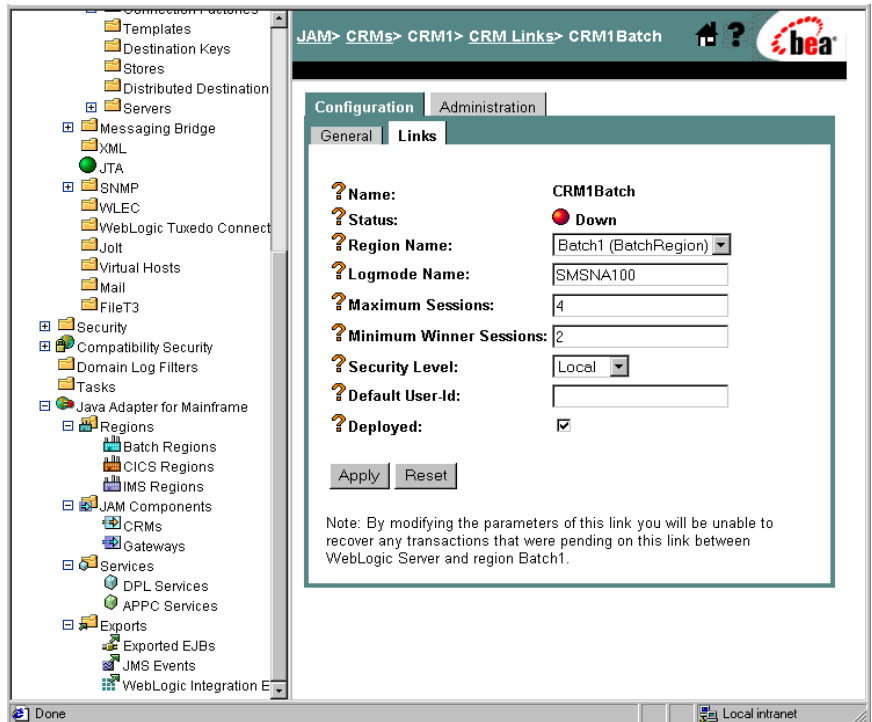 Connection Factories
Templates
Destination Keys
Stores
Distributed Destination
Servers
Messaging Bridge
XML
JTA
SNMP
WLEC
WebLogic Tuxedo Connect
Jolt
Virtual Hosts
Mail
FileT3
Security
Compatibility Security
Domain Log Filters
Tasks
Java Adapter for Mainframe
Regions
Batch Regions
CICS Regions
IMS Regions
JAM Components
CRMs
Gateways
Services
DPL Services
APPC Services
Exports
Exported EJBs
JMS Events
WebLogic Integration E
JAM> CRMs> CRM1> CRM Links> CRM1Batch
? bea
Configuration Administration
General Links
? Name: CRM1Batch
? Status: Down
? Region Name: Batch1 (BatchRegion)
? Logmode Name: SMSNA100
? Maximum Sessions: 4
? Minimum Winner Sessions: 2
? Security Level: Local
? Default User-Id:
? Deployed:
Apply Reset
Note: By modifying the parameters of this link you will be unable to
recover any transactions that were pending on this link between
WebLogic Server and region Batch1.
Done
Local intranet